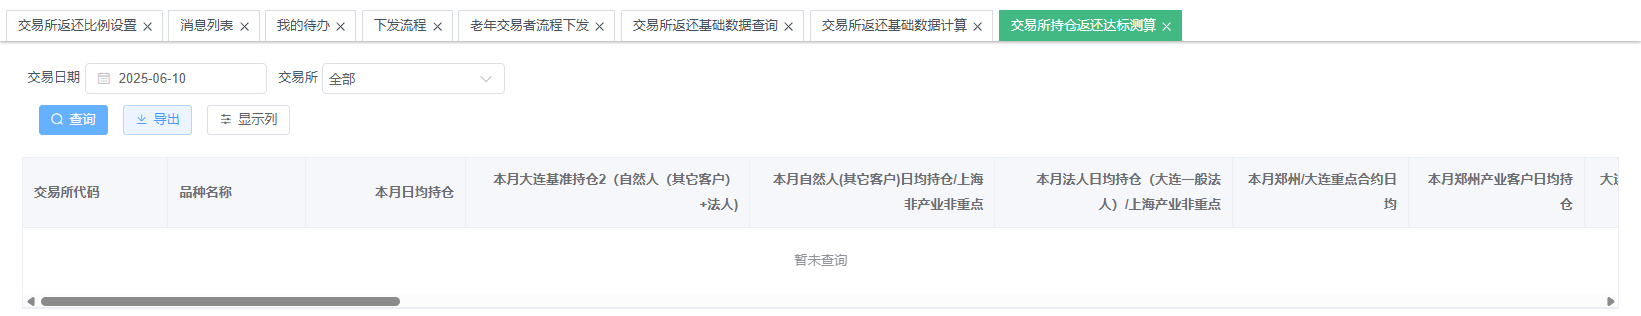 交易所返还比例设置 消息列表 我的待办 下发流程 老年交易者流程下发 交易所返还基础数据查询 交易所返还基础数据计算 交易所持仓返还达标测算
交易日期 2025-06-10 交易所 全部
查询 导出 显示列
交易所代码 品种名称 本月日均持仓 本月大连基准持仓2（自然人（其它客户）+法人) 本月自然人(其它客户)日均持仓/上海非产业非重点 本月法人日均持仓（大连一般法人）/上海产业非重点 本月郑州/大连重点合约日均 本月郑州产业客户日均持仓
暂未查询